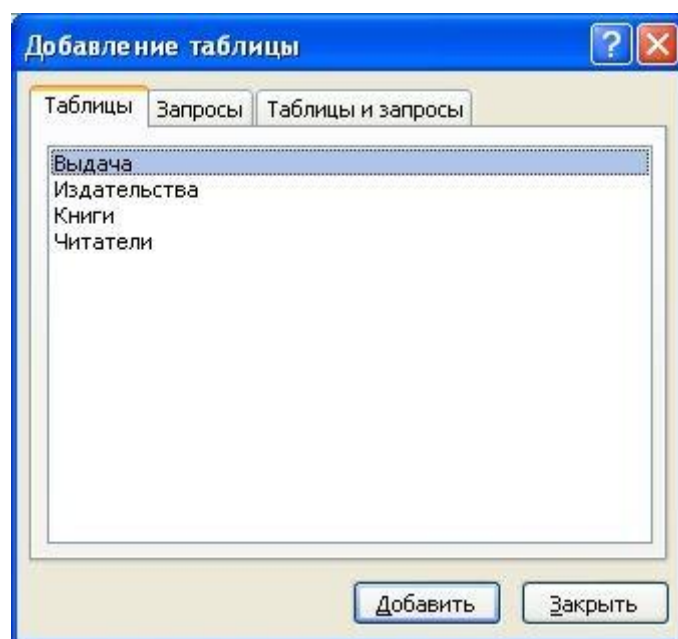 Добавление таблицы
Таблицы Запросы Таблицы и запросы
Выдача
Издательства
Книги
Читатели
Добавить Закрыть